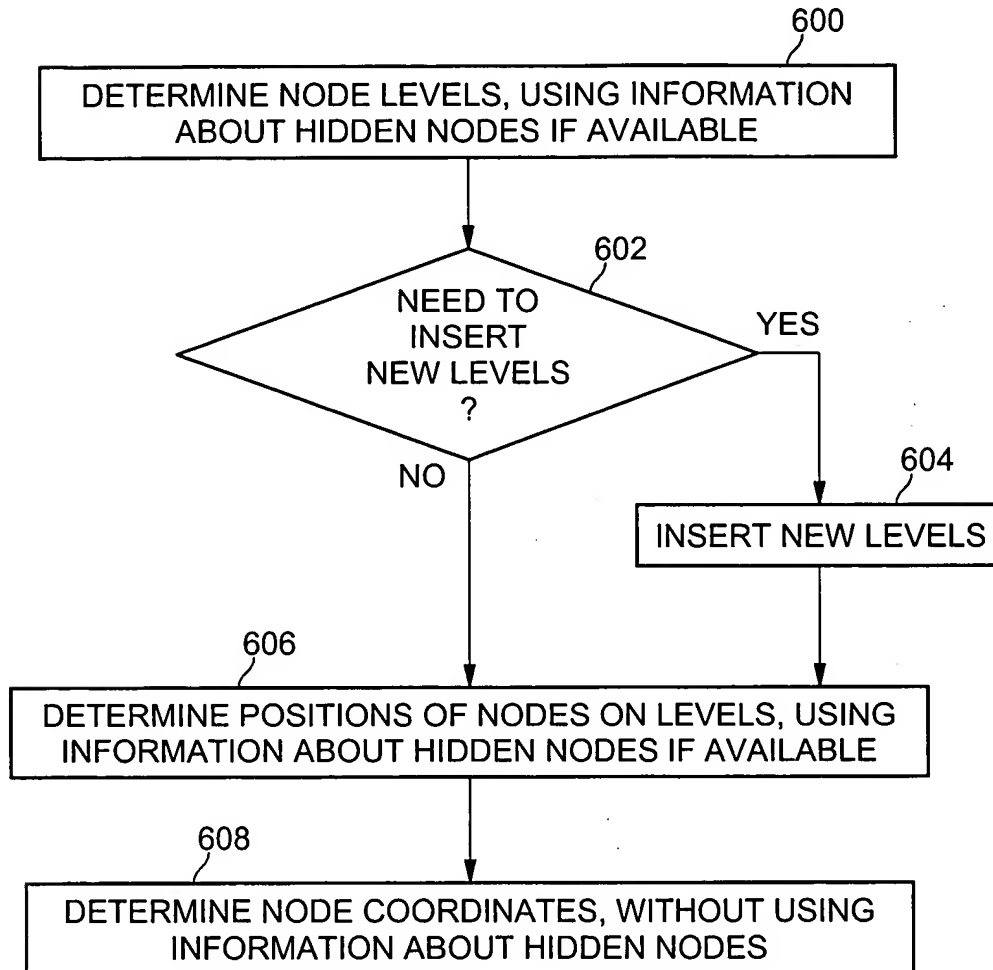 600
DETERMINE NODE LEVELS, USING INFORMATION
ABOUT HIDDEN NODES IF AVAILABLE
602
NEED TO
INSERT
NEW LEVELS
?
YES
NO
604
INSERT NEW LEVELS
606
DETERMINE POSITIONS OF NODES ON LEVELS, USING
INFORMATION ABOUT HIDDEN NODES IF AVAILABLE
608
DETERMINE NODE COORDINATES, WITHOUT USING
INFORMATION ABOUT HIDDEN NODES